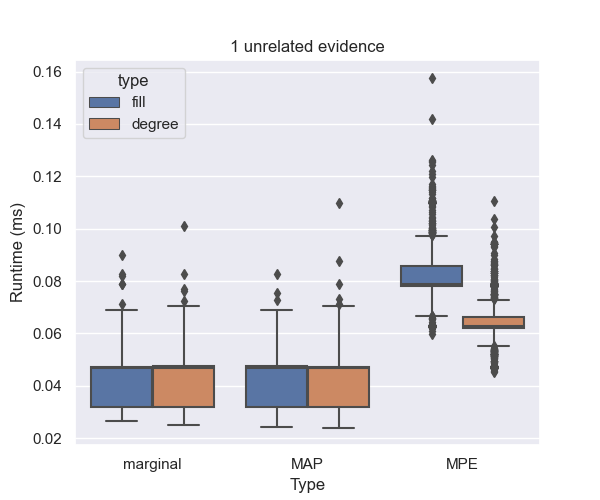 1 unrelated evidence
type
fill
degree
Runtime (ms)
0.16
0.14
0.12
0.10
0.08
0.06
0.04
0.02
marginal MAP MPE
Type